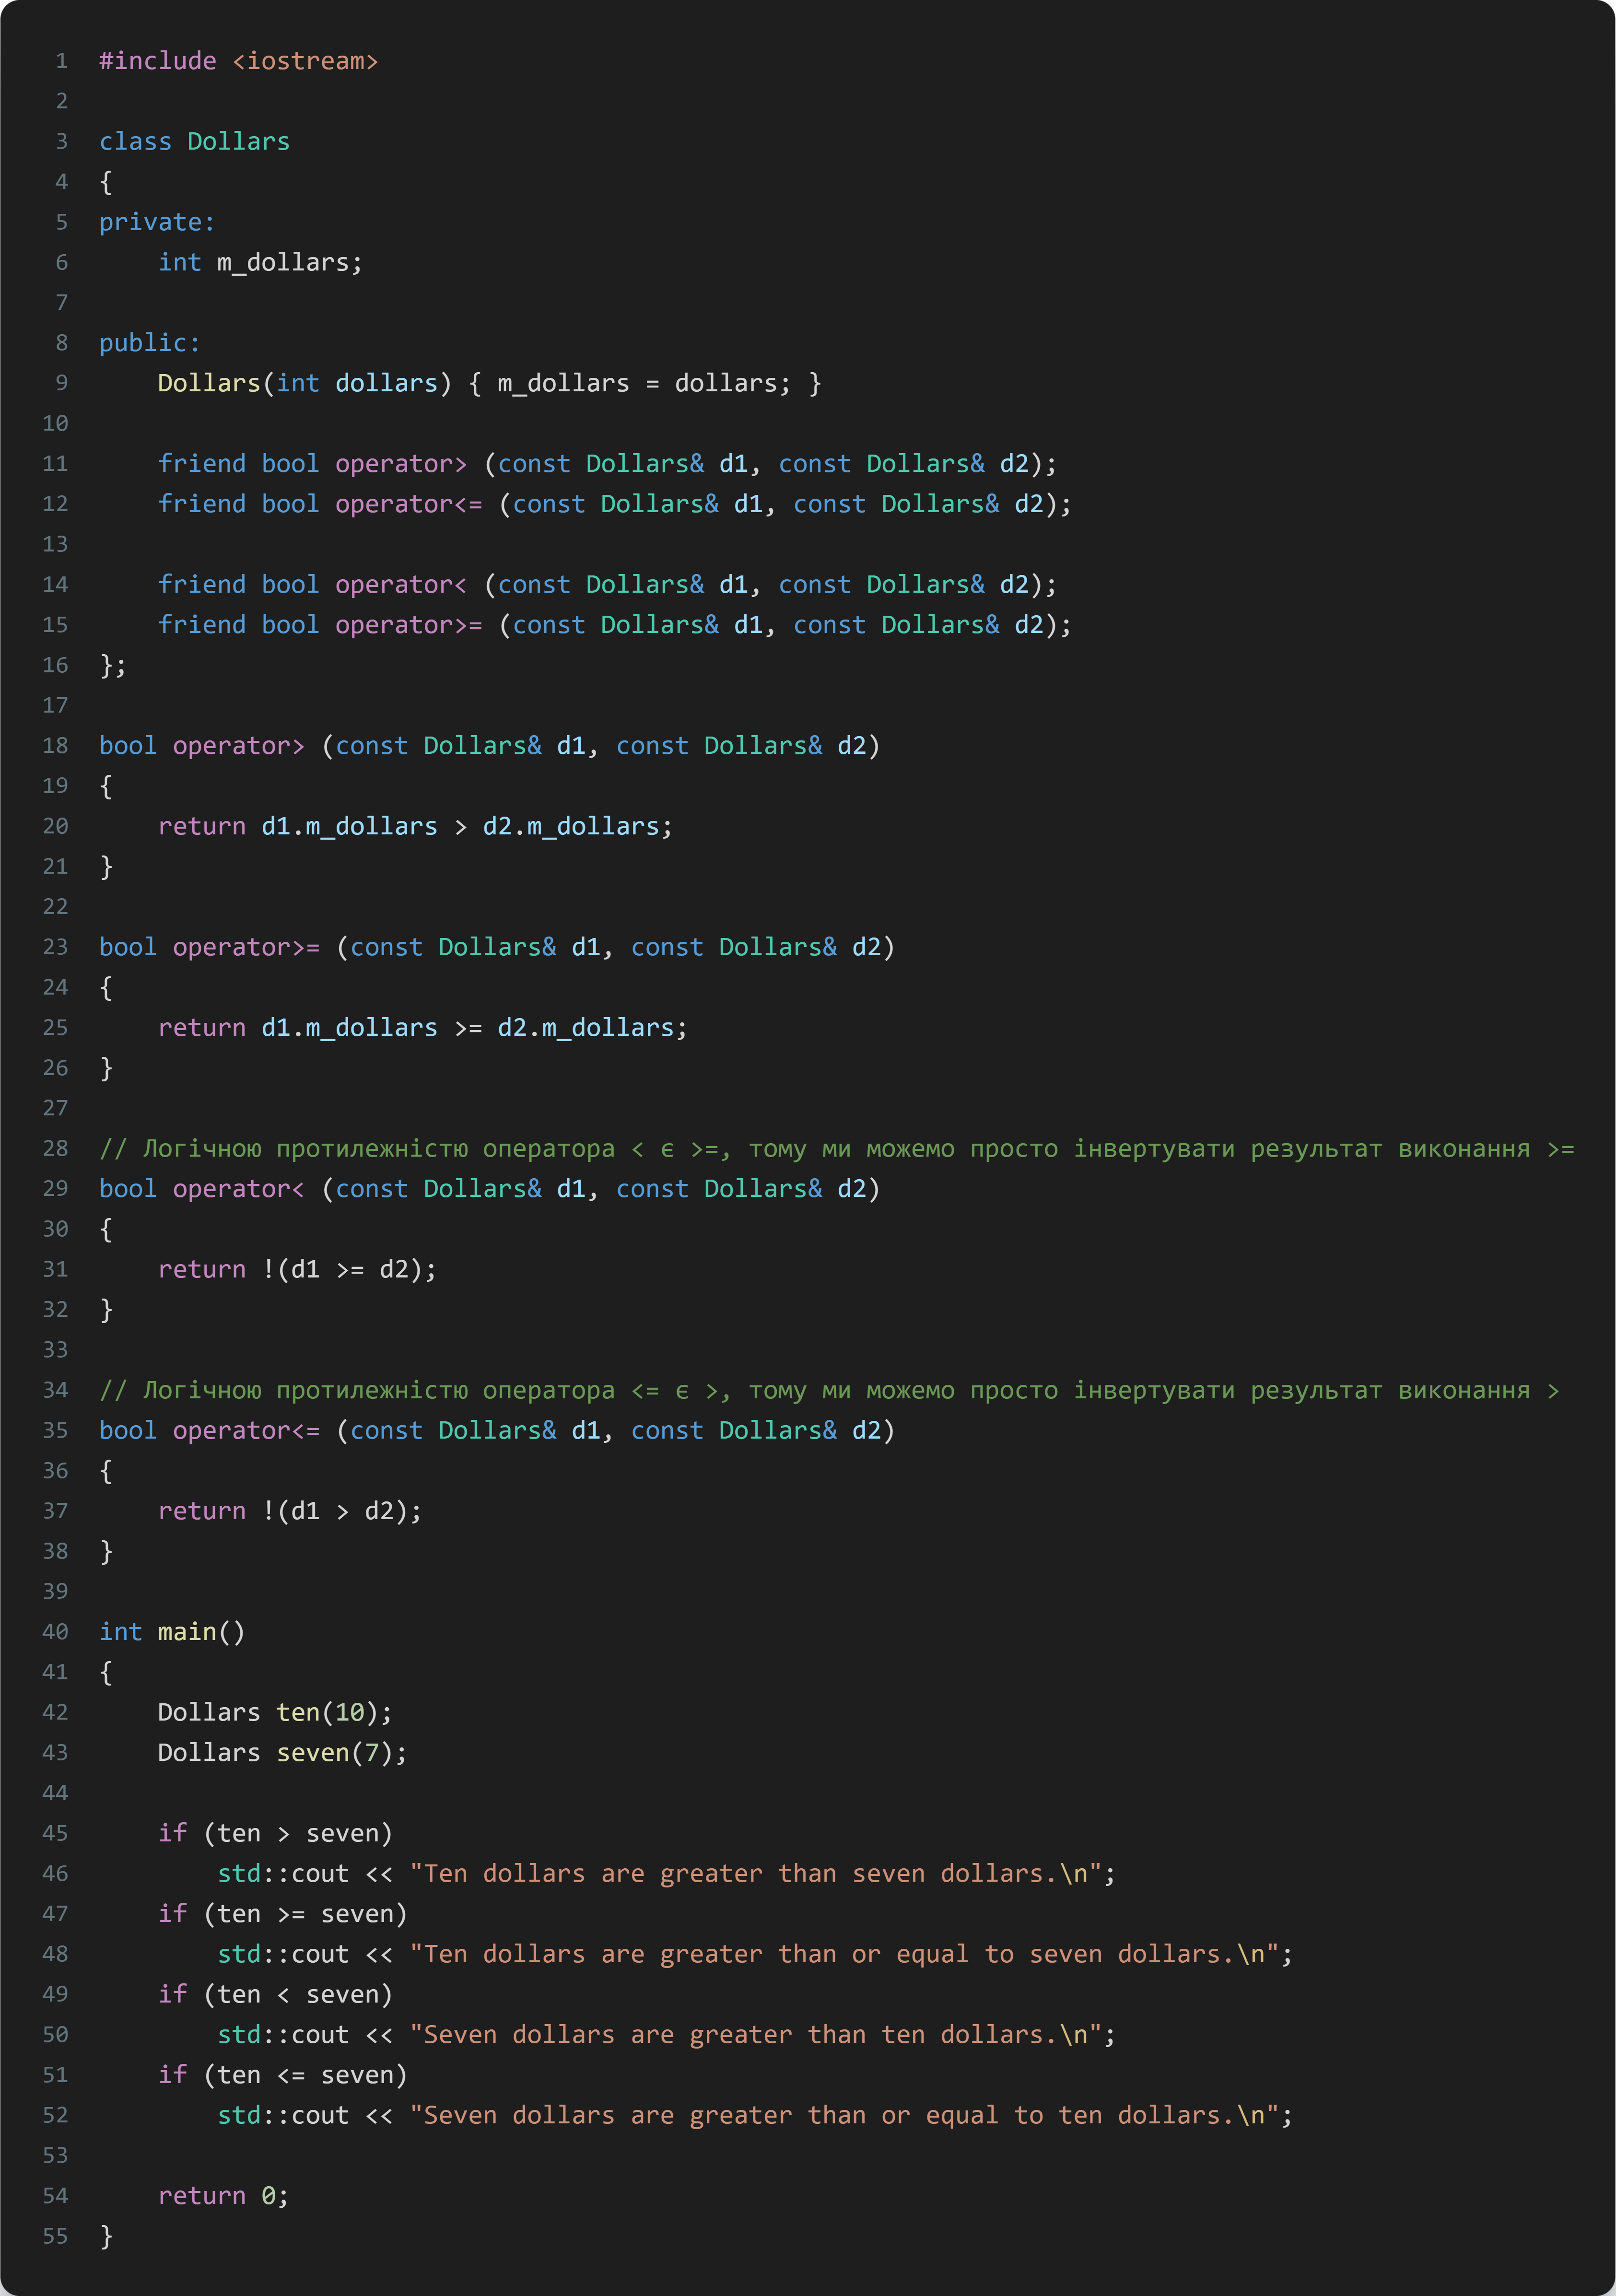 1 #include <iostream>
2
3 class Dollars
4 {
5 private:
6     int m_dollars;
7
8 public:
9     Dollars(int dollars) { m_dollars = dollars; }
10
11     friend bool operator> (const Dollars& d1, const Dollars& d2);
12     friend bool operator<= (const Dollars& d1, const Dollars& d2);
13
14     friend bool operator< (const Dollars& d1, const Dollars& d2);
15     friend bool operator>= (const Dollars& d1, const Dollars& d2);
16 };
17
18 bool operator> (const Dollars& d1, const Dollars& d2)
19 {
20     return d1.m_dollars > d2.m_dollars;
21 }
22
23 bool operator>= (const Dollars& d1, const Dollars& d2)
24 {
25     return d1.m_dollars >= d2.m_dollars;
26 }
27
28 // Логічною протилежністю оператора < є >=, тому ми можемо просто інвертувати результат виконання >=
29 bool operator< (const Dollars& d1, const Dollars& d2)
30 {
31     return !(d1 >= d2);
32 }
33
34 // Логічною протилежністю оператора <= є >, тому ми можемо просто інвертувати результат виконання >
35 bool operator<= (const Dollars& d1, const Dollars& d2)
36 {
37     return !(d1 > d2);
38 }
39
40 int main()
41 {
42     Dollars ten(10);
43     Dollars seven(7);
44
45     if (ten > seven)
46         std::cout << "Ten dollars are greater than seven dollars.\n";
47     if (ten >= seven)
48         std::cout << "Ten dollars are greater than or equal to seven dollars.\n";
49     if (ten < seven)
50         std::cout << "Seven dollars are greater than ten dollars.\n";
51     if (ten <= seven)
52         std::cout << "Seven dollars are greater than or equal to ten dollars.\n";
53
54     return 0;
55 }